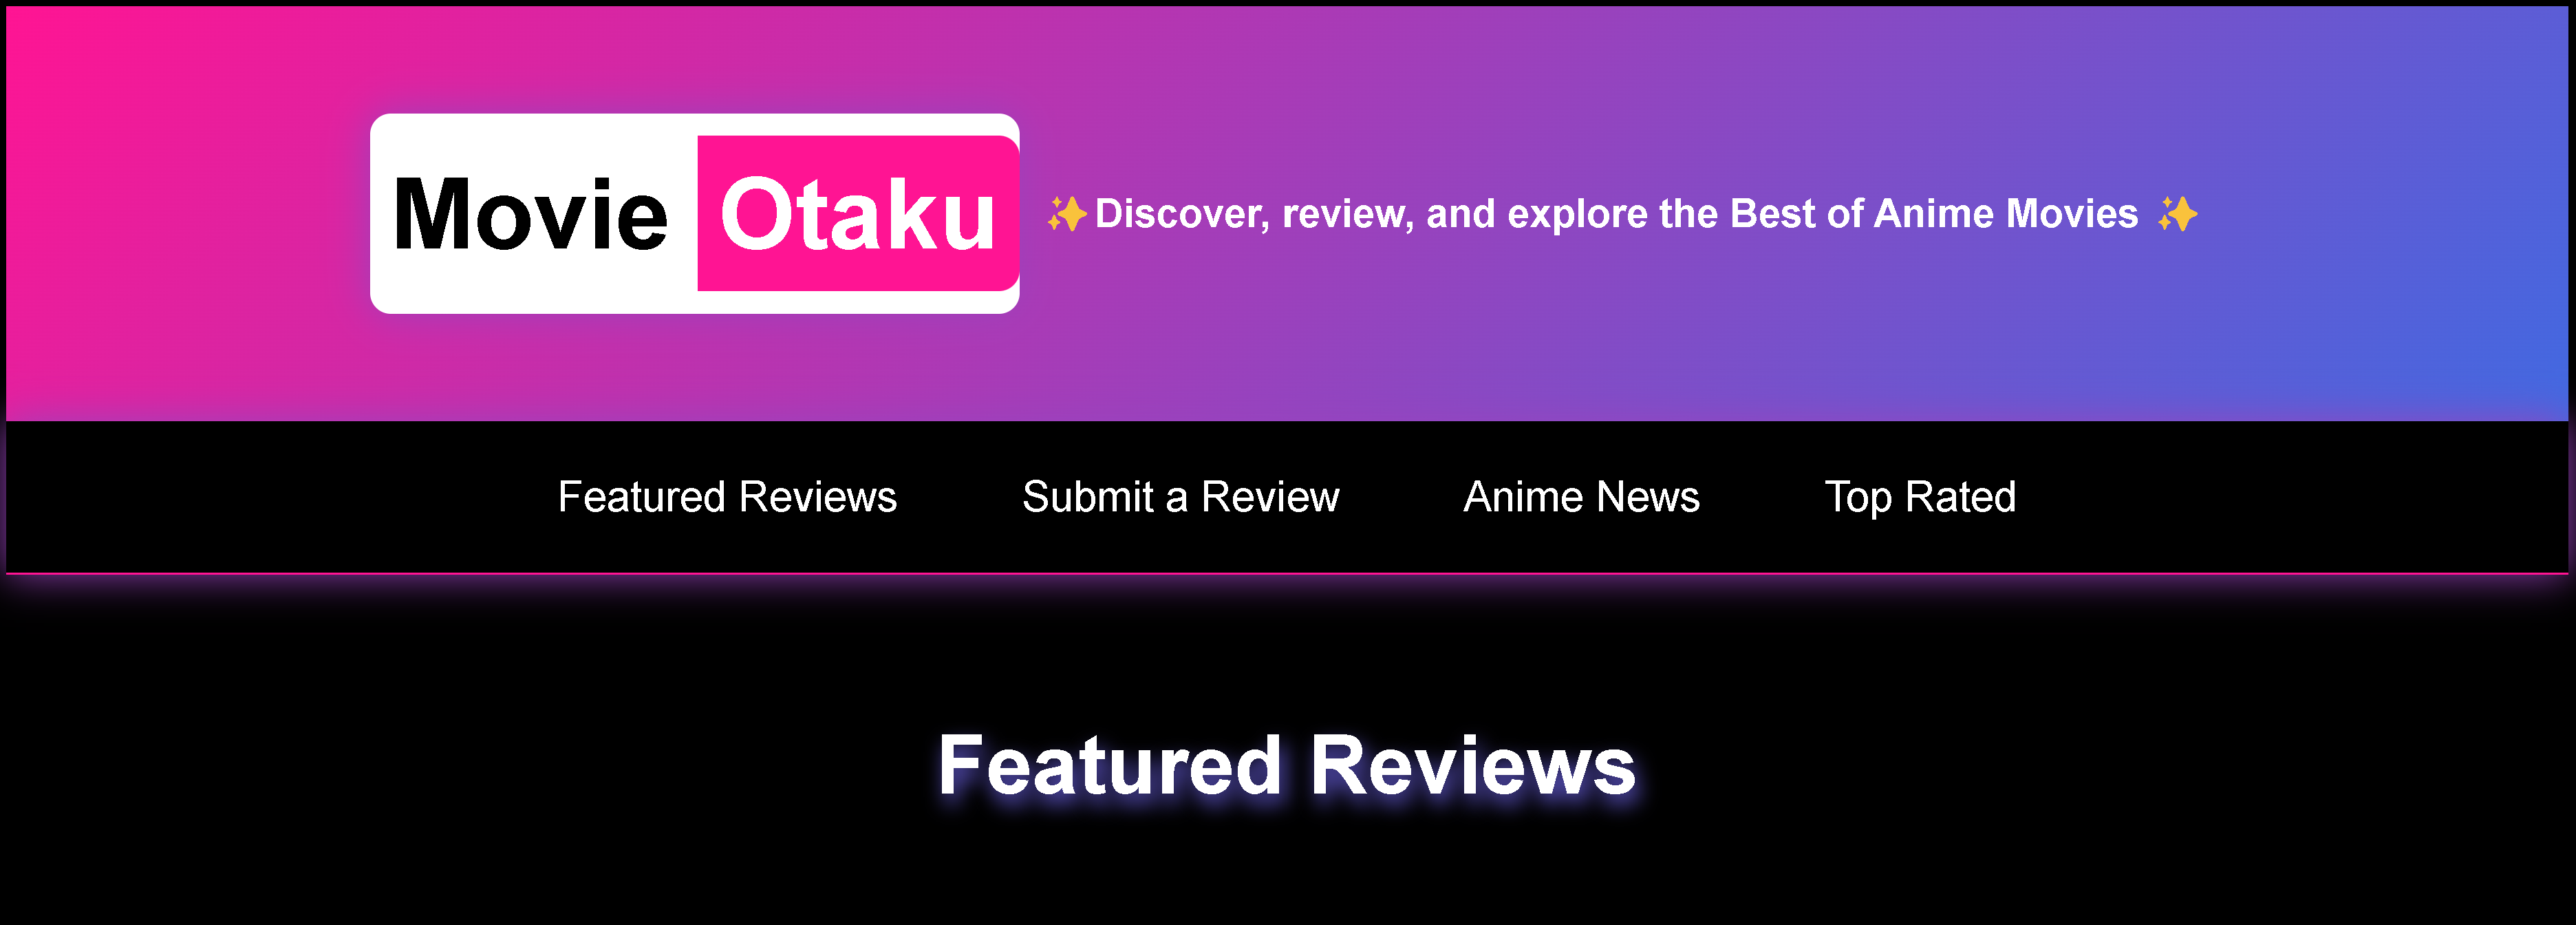 Movie Otaku ✨Discover, review, and explore the Best of Anime Movies ✨
Featured Reviews Submit a Review Anime News Top Rated
Featured Reviews